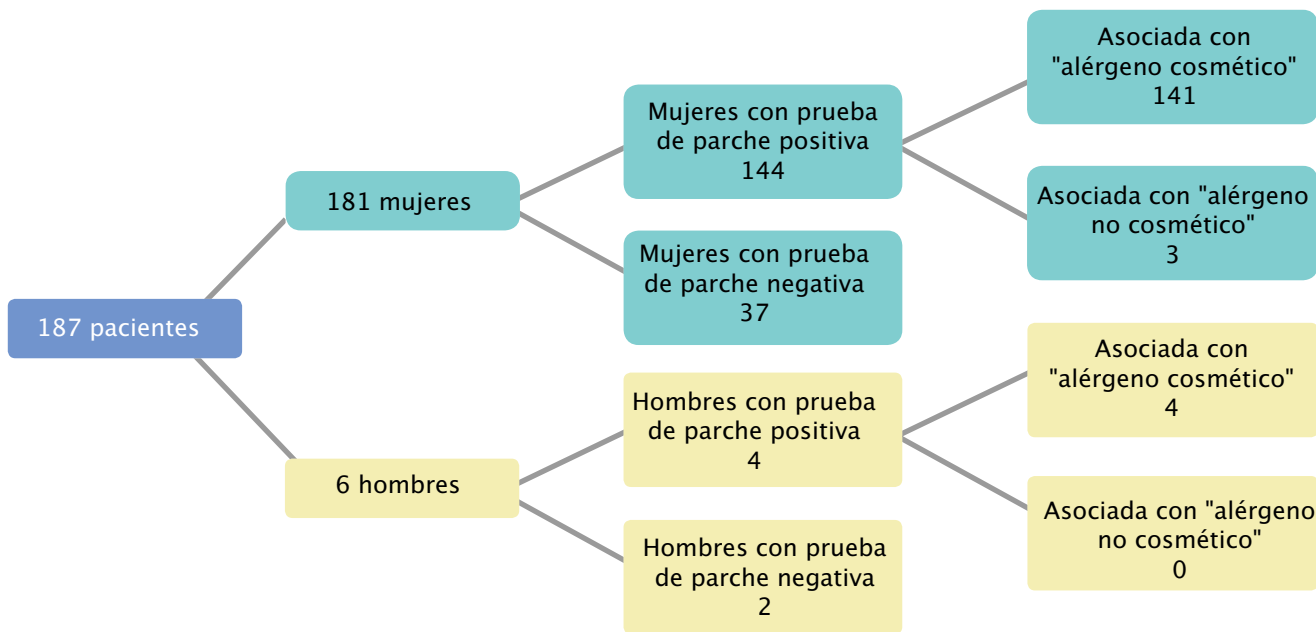 187 pacientes
181 mujeres
6 hombres
Mujeres con prueba
de parche positiva
144
Mujeres con prueba
de parche negativa
37
Hombres con prueba
de parche positiva
4
Hombres con prueba
de parche negativa
2
Asociada con
"alérgeno cosmético"
141
Asociada con "alérgeno
no cosmético"
3
Asociada con
"alérgeno cosmético"
4
Asociada con "alérgeno
no cosmético"
0